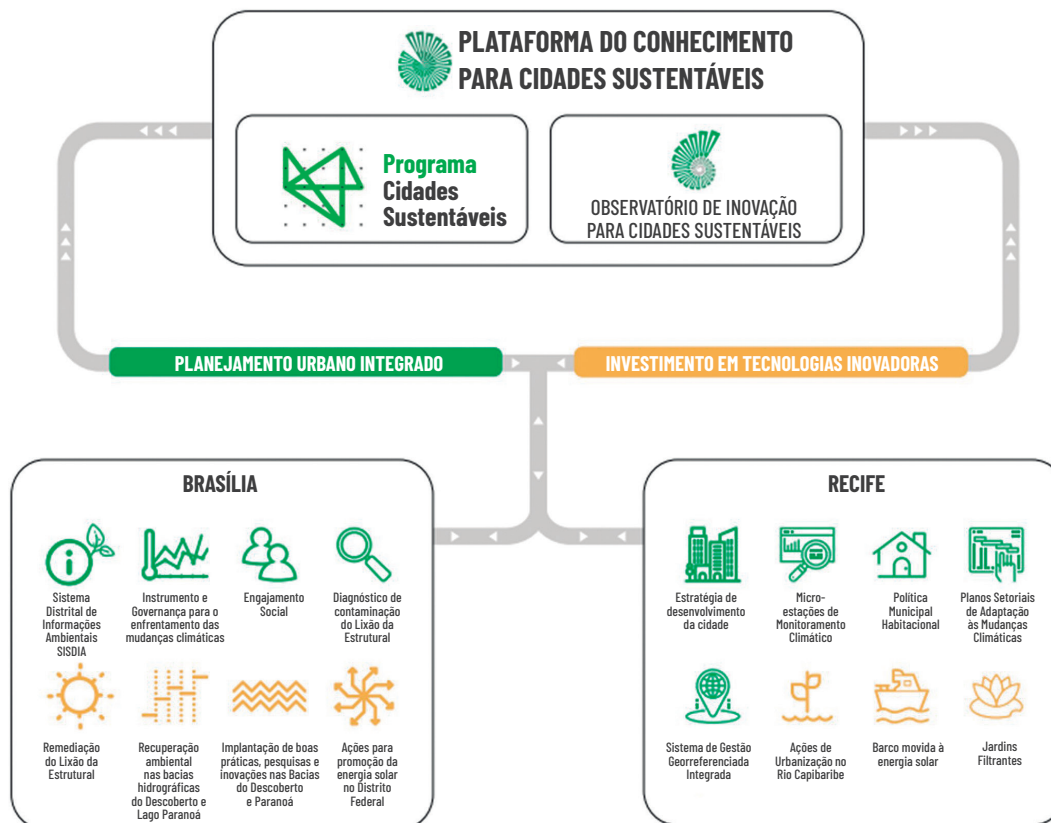 PLATAFORMA DO CONHECIMENTO
PARA CIDADES SUSTENTÁVEIS
Programa
Cidades
Sustentáveis
OBSERVATÓRIO DE INOVAÇÃO
PARA CIDADES SUSTENTÁVEIS
PLANEJAMENTO URBANO INTEGRADO
INVESTIMENTO EM TECNOLOGIAS INOVADORAS
BRASÍLIA
Sistema
Distrital de
Informações
Ambientais
SISDIA
Instrumento e
Governança para o
enfrentamento das
mudanças climáticas
Engajamento
Social
Diagnóstico de
contaminação
do Lixão da
Estrutural
Remediação
do Lixão da
Estrutural
Recuperação
ambiental
nas bacias
hidrográficas
do Descoberto e
Lago Paranoá
Implantação de boas
práticas, pesquisas e
inovações nas Bacias
do Descoberto
e Paranoá
Ações para
promoção da
energia solar
no Distrito
Federal
RECIFE
Estratégia de
desenvolvimento
da cidade
Micro-
estações de
Monitoramento
Climático
Política
Municipal
Habitacional
Planos Setoriais
de Adaptação
às Mudanças
Climáticas
Sistema de Gestão
Georreferenciada
Integrada
Ações de
Urbanização no
Rio Capibaribe
Barco movida à
energia solar
Jardins
Filtrantes